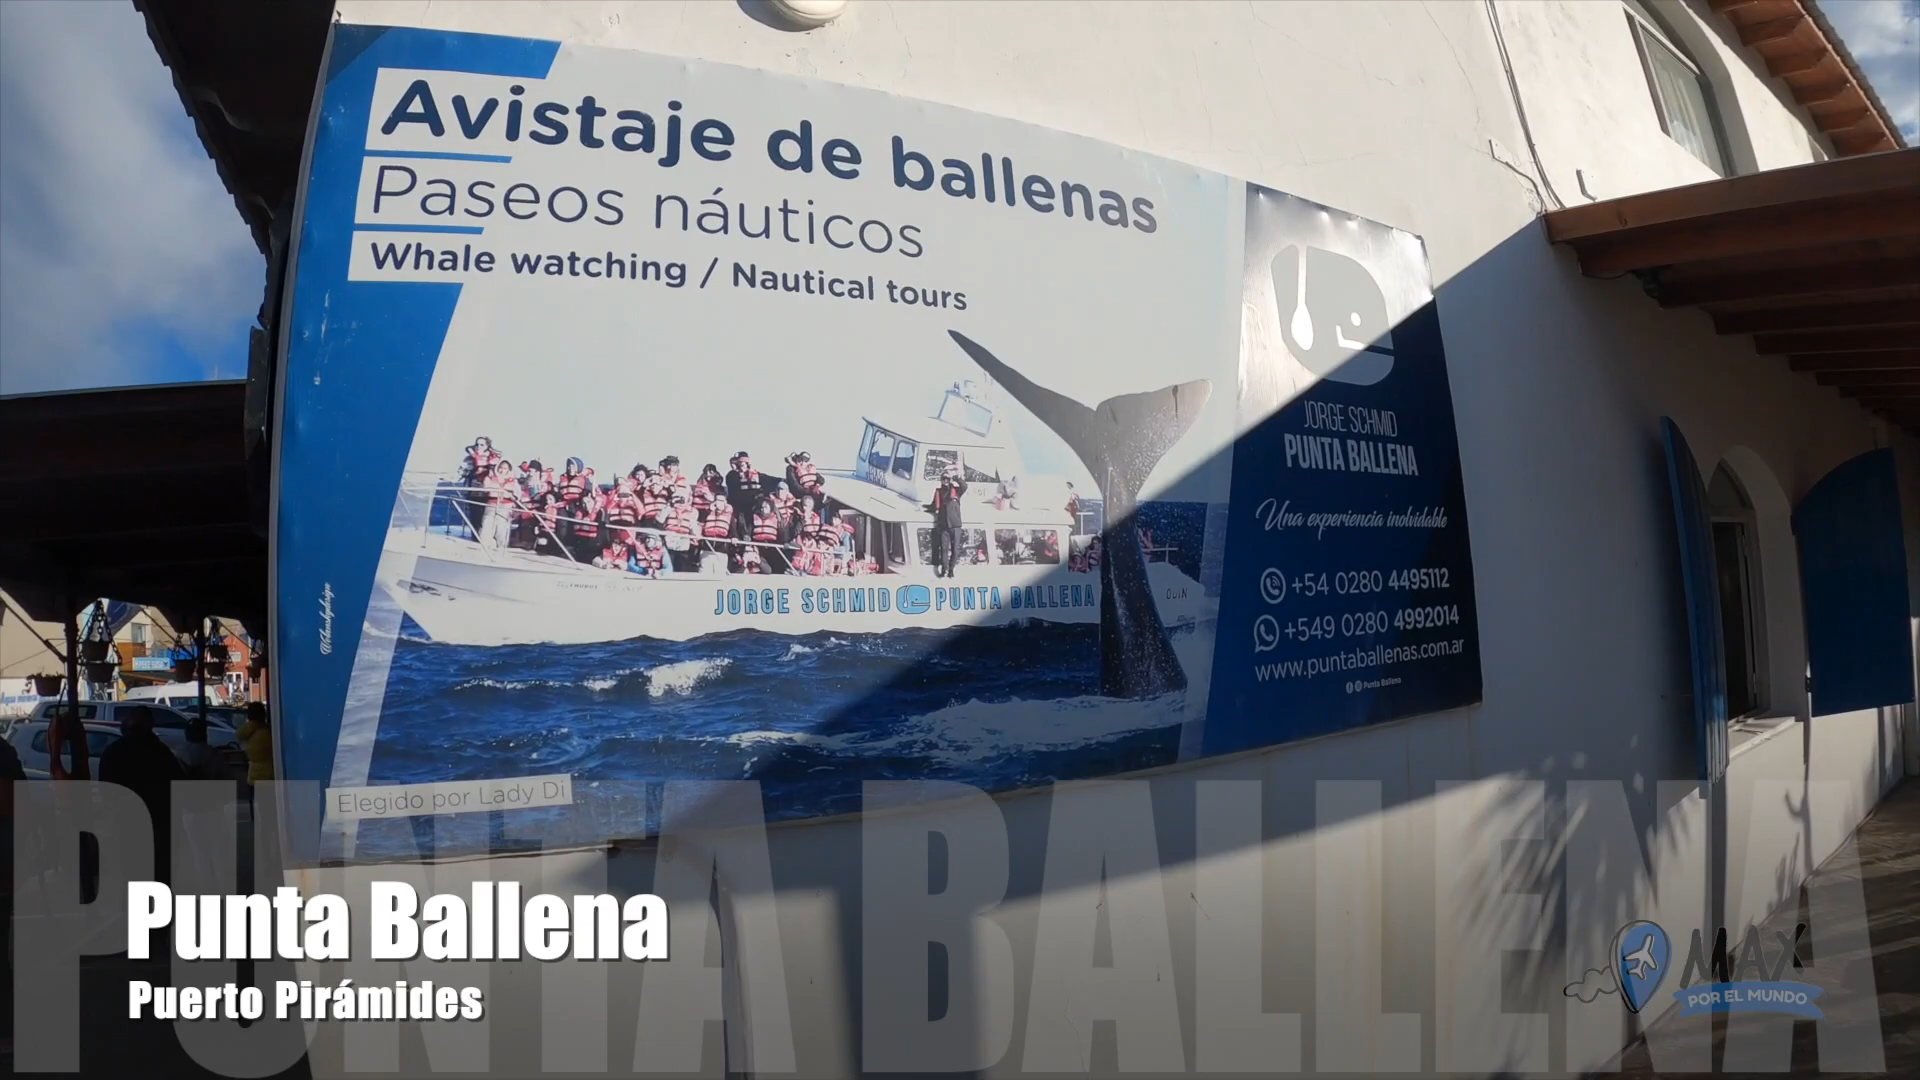 Avistaje de ballenas
Paseos náuticos
Whale watching / Nautical tours
JORGE SCHMID
PUNTA BALLENA
Una experiencia inolvidable
+54 0280 4495112
+549 0280 4992014
www.puntaballenas.com.ar
Punta Ballena
JORGE SCHMID PUNTA BALLENA
Elegido por Lady Di
PUNTA BALLENA
Punta Ballena
Puerto Pirámides
MAX
POR EL MUNDO